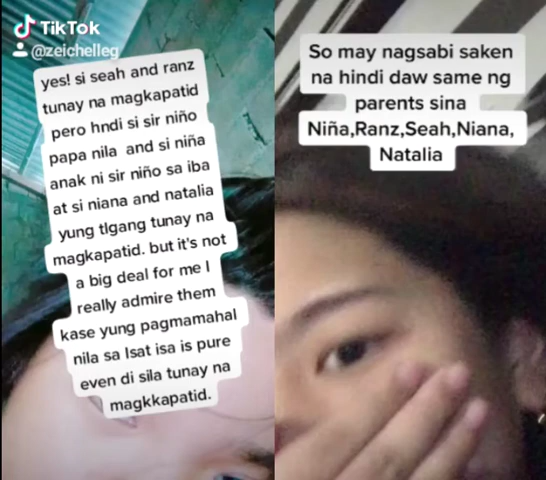 TikTok
@zeichelleg
yes! si seah and ranz
tunay na magkapatid
pero hndi si sir niño
papa nila and si niña
anak ni sir niño sa iba
at si niana and natalia
yung tlgang tunay na
magkapatid. but it's not
a big deal for me I
really admire them
kase yung pagmamahal
nila sa Isat isa is pure
even di sila tunay na
magkkapatid.
So may nagsabi saken
na hindi daw same ng
parents sina
Niña,Ranz,Seah,Niana,
Natalia